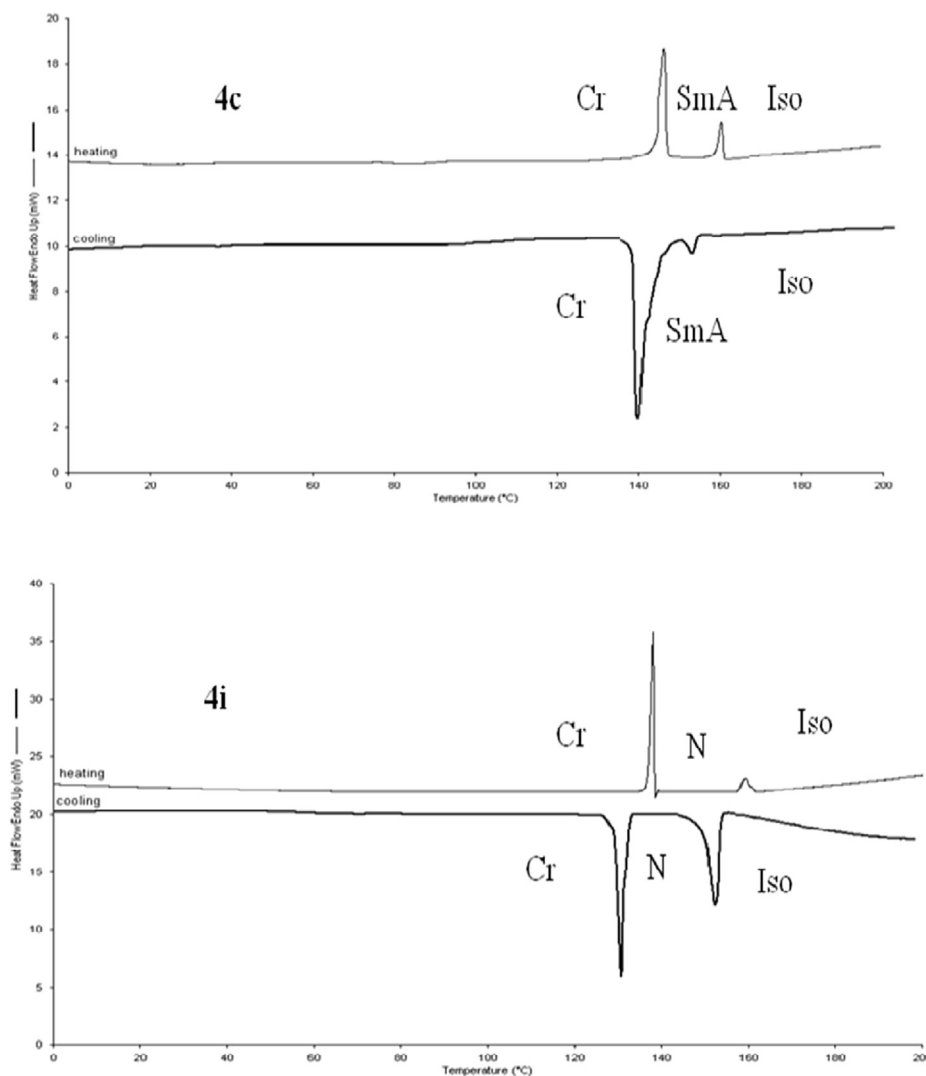 20
18
16
14
12
10
8
6
4
2
0
Heat Flow Endo Up (mW)
4c
Cr SmA Iso
heating
cooling
Cr SmA Iso
0 20 40 60 80 100 120 140 160 180 200
Temperature (°C)
40
35
30
25
20
15
10
5
0
Heat Flow Endo Up (mW)
4i
Cr N Iso
heating
cooling
Cr N Iso
0 20 40 60 80 100 120 140 160 180 200
Temperature (°C)